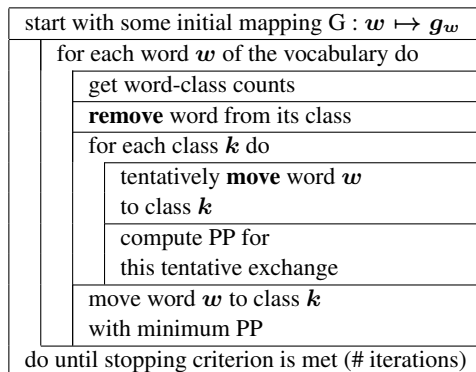 start with some initial mapping G : w ↦ g_w
for each word w of the vocabulary do
get word-class counts
remove word from its class
for each class k do
tentatively move word w
to class k
compute PP for
this tentative exchange
move word w to class k
with minimum PP
do until stopping criterion is met (# iterations)